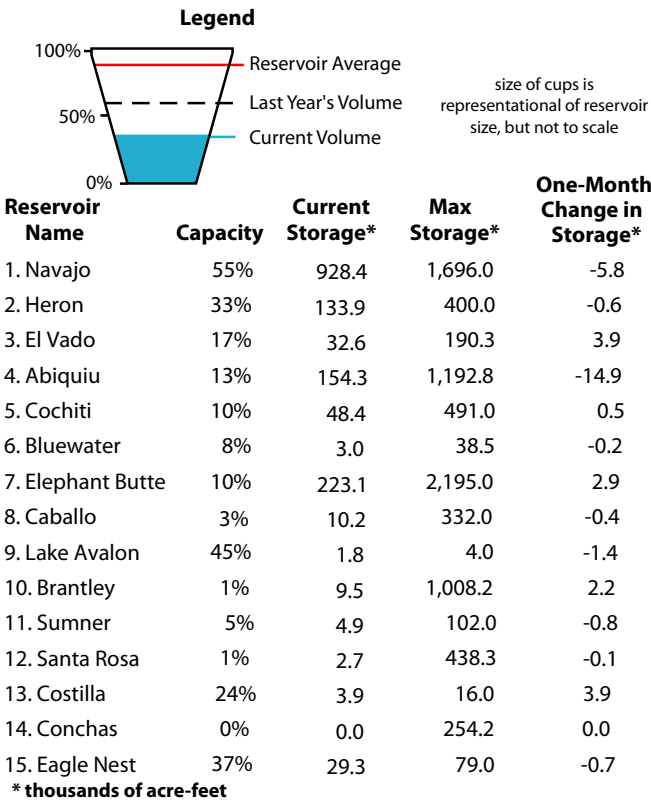 Legend
100%
Reservoir Average
Last Year's Volume
50%
Current Volume
0%
size of cups is
representational of reservoir
size, but not to scale
Reservoir Name Capacity Current Storage* Max Storage* One-Month Change in Storage*
1. Navajo 55% 928.4 1,696.0 -5.8
2. Heron 33% 133.9 400.0 -0.6
3. El Vado 17% 32.6 190.3 3.9
4. Abiquiu 13% 154.3 1,192.8 -14.9
5. Cochiti 10% 48.4 491.0 0.5
6. Bluewater 8% 3.0 38.5 -0.2
7. Elephant Butte 10% 223.1 2,195.0 2.9
8. Caballo 3% 10.2 332.0 -0.4
9. Lake Avalon 45% 1.8 4.0 -1.4
10. Brantley 1% 9.5 1,008.2 2.2
11. Sumner 5% 4.9 102.0 -0.8
12. Santa Rosa 1% 2.7 438.3 -0.1
13. Costilla 24% 3.9 16.0 3.9
14. Conchas 0% 0.0 254.2 0.0
15. Eagle Nest 37% 29.3 79.0 -0.7
* thousands of acre-feet